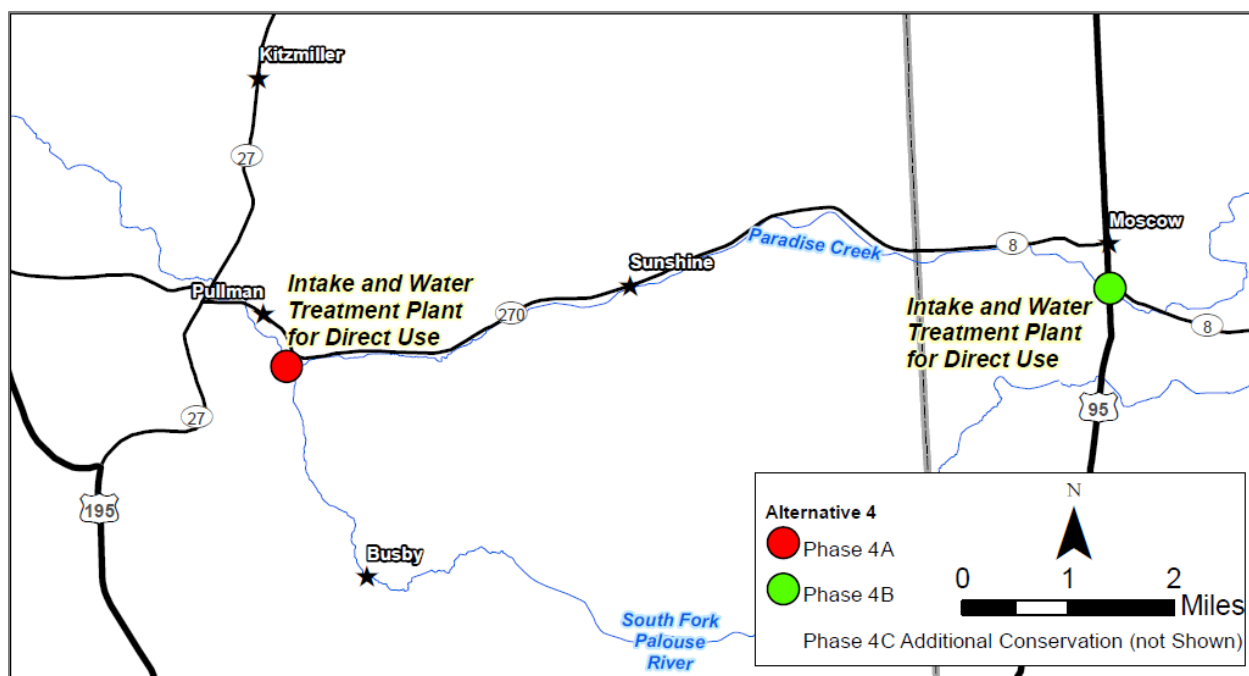 Kitzmiller
27
Pullman
Intake and Water
Treatment Plant
for Direct Use
Sunshine
270
Paradise Creek
8
Moscow
Intake and Water
Treatment Plant
for Direct Use
8
95
27
195
Busby
South Fork
Palouse
River
Alternative 4
Phase 4A
Phase 4B
Phase 4C Additional Conservation (not Shown)
N
0 1 2
Miles